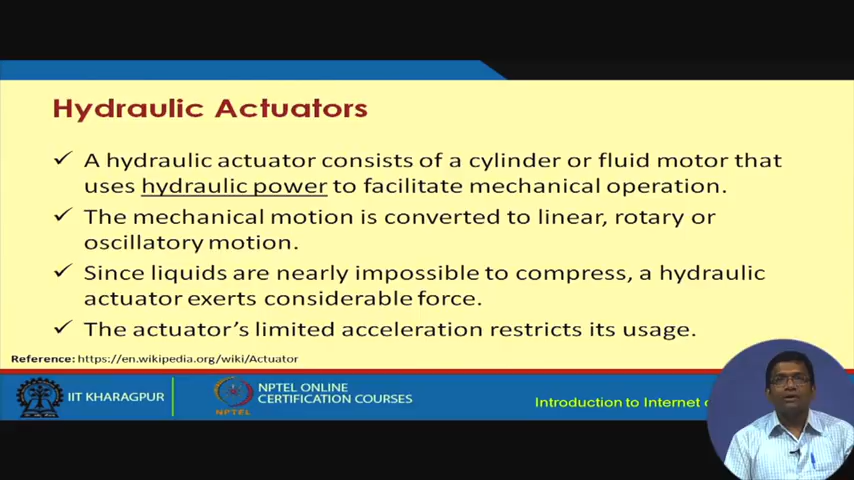 Hydraulic Actuators
✓ A hydraulic actuator consists of a cylinder or fluid motor that
uses hydraulic power to facilitate mechanical operation.
✓ The mechanical motion is converted to linear, rotary or
oscillatory motion.
✓ Since liquids are nearly impossible to compress, a hydraulic
actuator exerts considerable force.
✓ The actuator's limited acceleration restricts its usage.
Reference: https://en.wikipedia.org/wiki/Actuator
IIT KHARAGPUR
NPTEL
NPTEL ONLINE
CERTIFICATION COURSES
Introduction to Internet o